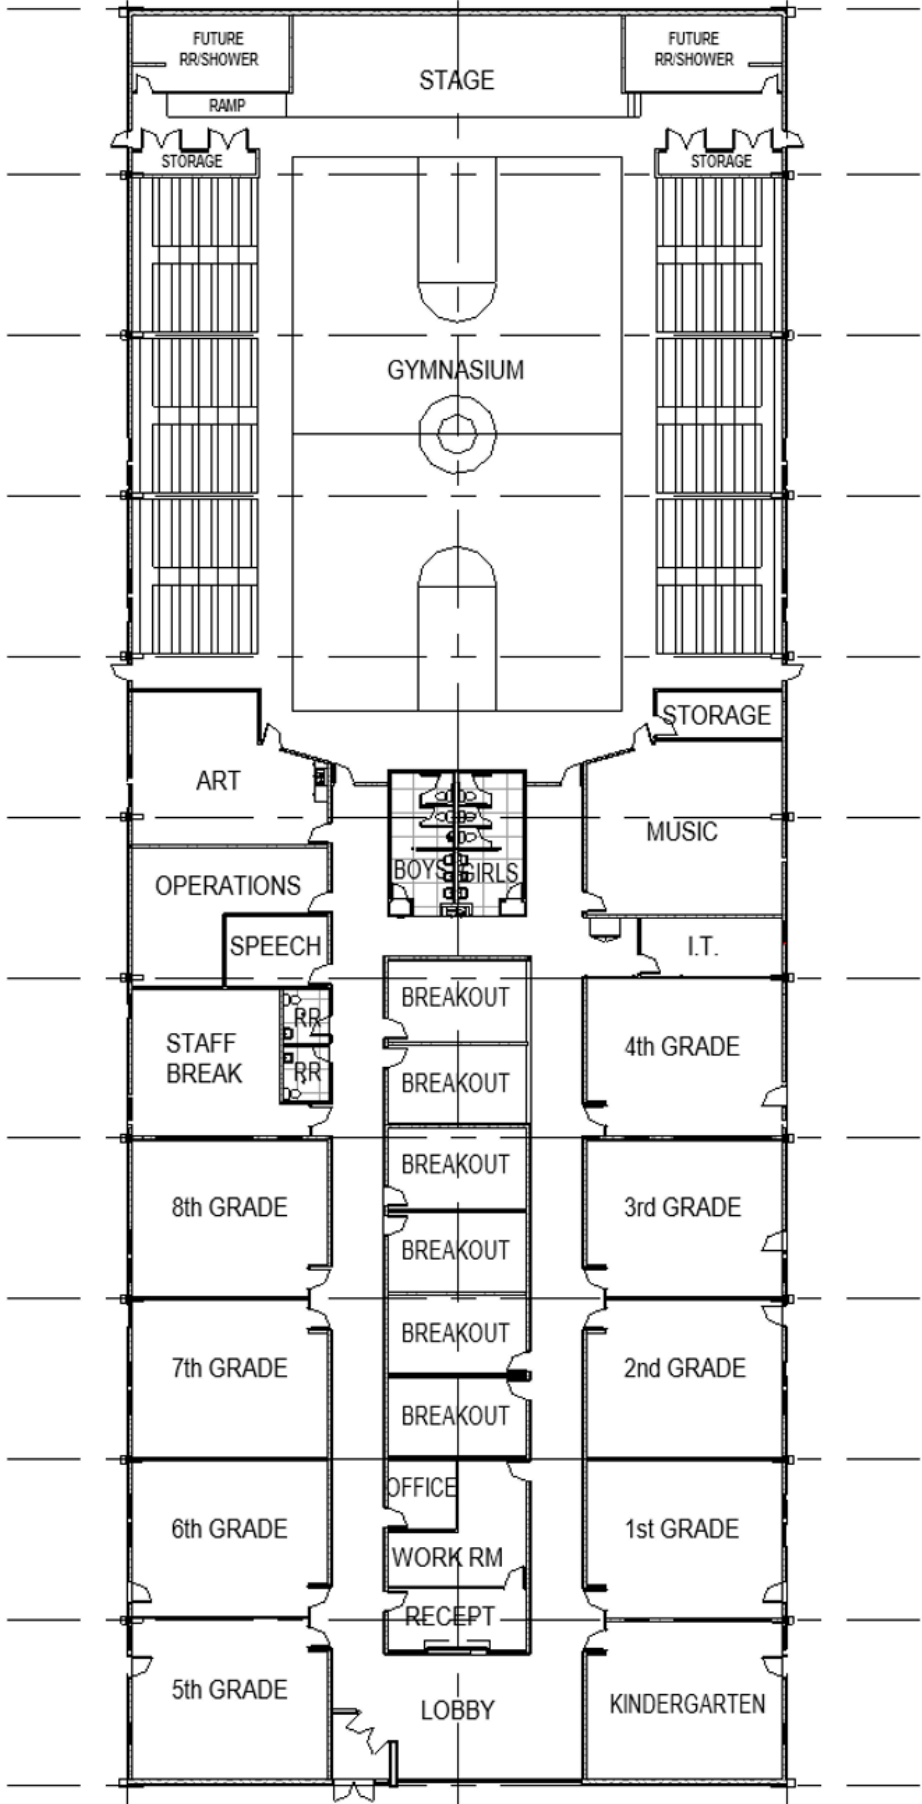 FUTURE
RR/SHOWER
STAGE
FUTURE
RR/SHOWER
RAMP
STORAGE
STORAGE
GYMNASIUM
STORAGE
ART
MUSIC
BOYS
GIRLS
OPERATIONS
SPEECH
I.T.
BREAKOUT
RR
STAFF
BREAK
4th GRADE
RR
BREAKOUT
BREAKOUT
8th GRADE
3rd GRADE
BREAKOUT
BREAKOUT
7th GRADE
2nd GRADE
BREAKOUT
OFFICE
6th GRADE
1st GRADE
WORK RM
RECEPT
5th GRADE
KINDERGARTEN
LOBBY